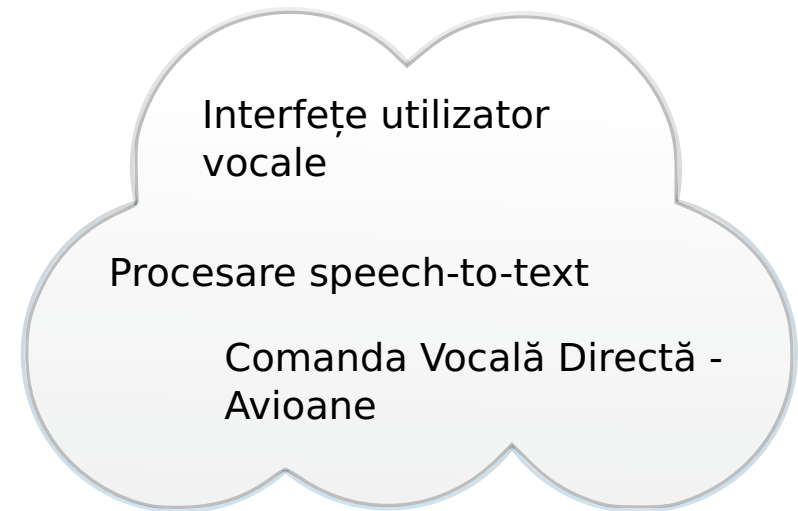 Interfețe utilizator
vocale
Procesare speech-to-text
Comanda Vocală Directă -
Avioane